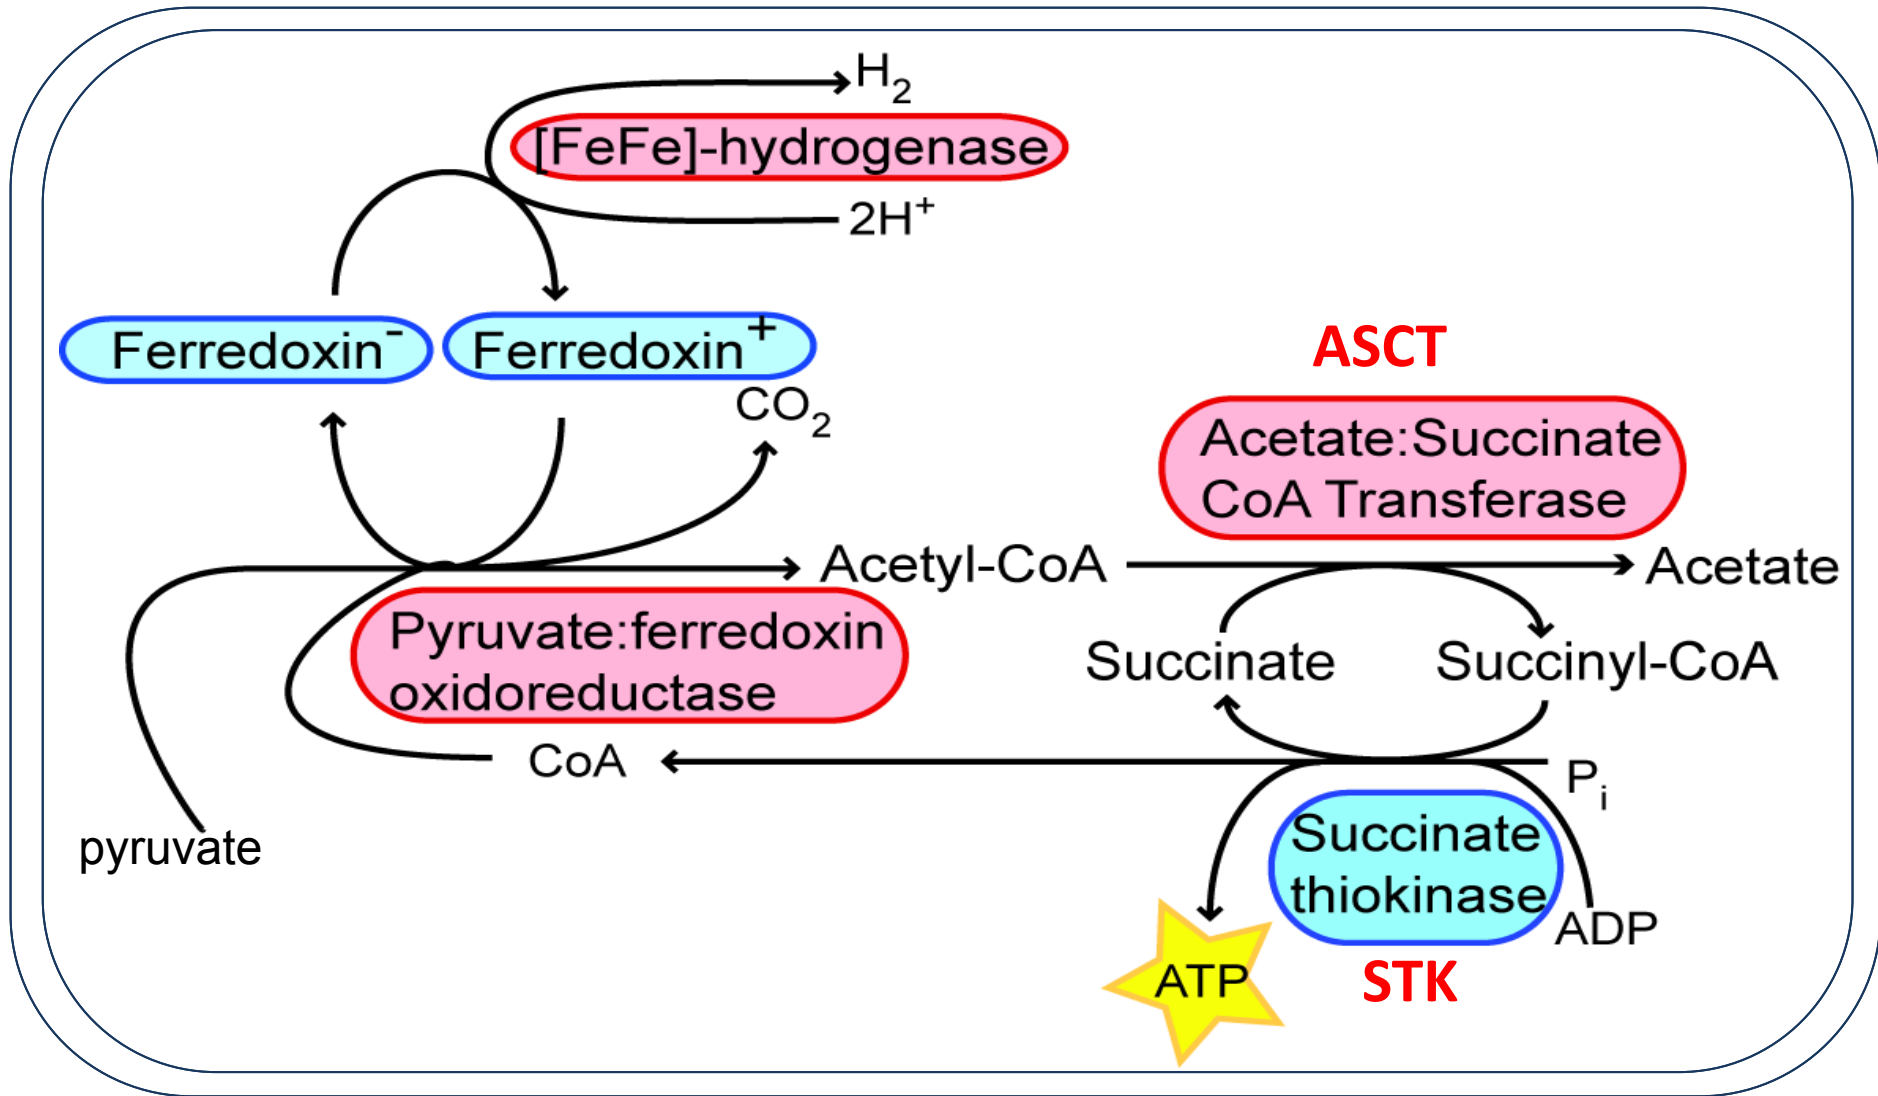 H₂
[FeFe]-hydrogenase
2H⁺
Ferredoxin⁻
Ferredoxin⁺
CO₂
ASCT
Acetate:Succinate
CoA Transferase
Acetyl-CoA
Acetate
Pyruvate:ferredoxin
oxidoreductase
Succinate
Succinyl-CoA
CoA
Pᵢ
pyruvate
Succinate
thiokinase
ADP
ATP
STK